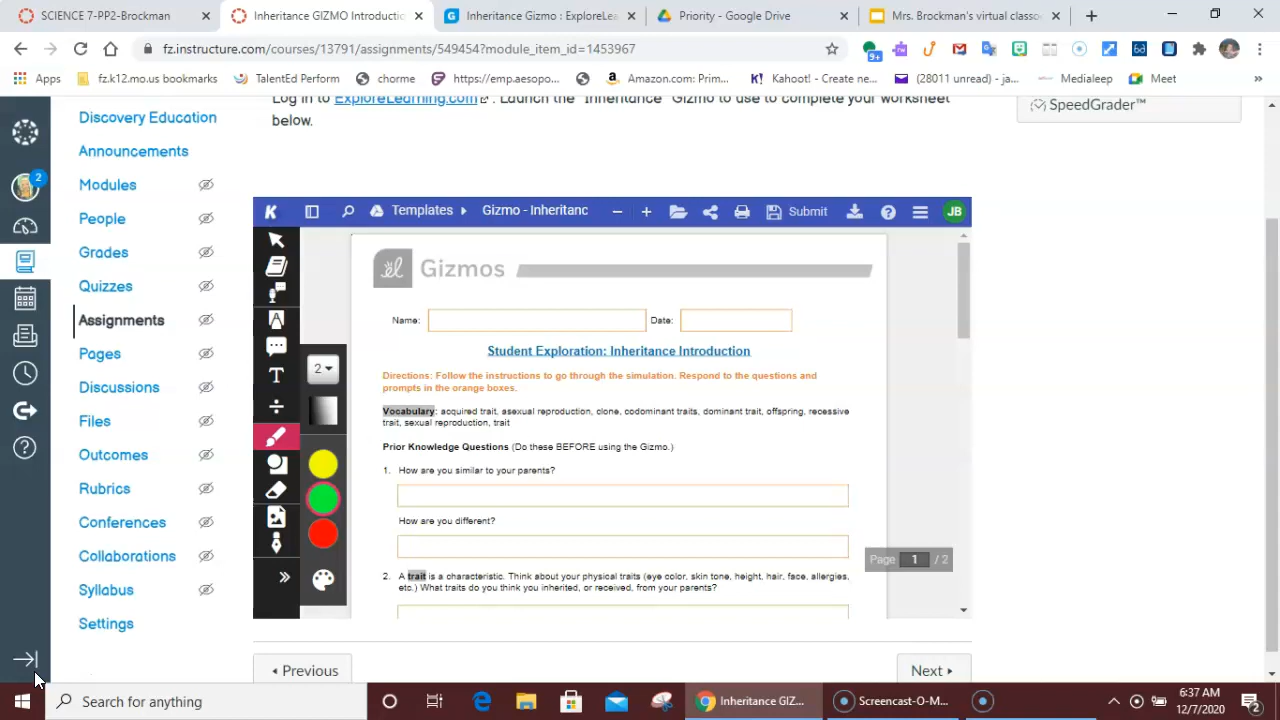 SCIENCE 7-PP2-Brockman
Inheritance GIZMO Introductio
Inheritance Gizmo : ExploreLea
Priority - Google Drive
Mrs. Brockman's virtual classo
fz.instructure.com/courses/13791/assignments/549454?module_item_id=1453967
9+
Apps
fz.k12.mo.us bookmarks
TalentEd Perform
chorme
https://emp.aesopo...
Amazon.com: Prim...
K! Kahoot! - Create ne...
(28011 unread) - ja...
Medialeep
Meet
»
Log in to ExploreLearning.com . Launch the "Inheritance" Gizmo to use to complete your worksheet
below.
SpeedGrader™
2
Discovery Education
Announcements
Modules
People
Grades
Quizzes
Assignments
Pages
Discussions
Files
Outcomes
Rubrics
Conferences
Collaborations
Syllabus
Settings
K
Templates
Gizmo - Inheritanc
Submit
JB
2
el Gizmos
Name:
Date:
Student Exploration: Inheritance Introduction
Directions: Follow the instructions to go through the simulation. Respond to the questions and
prompts in the orange boxes.
Vocabulary: acquired trait, asexual reproduction, clone, codominant traits, dominant trait, offspring, recessive
trait, sexual reproduction, trait
Prior Knowledge Questions (Do these BEFORE using the Gizmo.)
1. How are you similar to your parents?
How are you different?
2. A trait is a characteristic. Think about your physical traits (eye color, skin tone, height, hair, face, allergies,
etc.) What traits do you think you inherited, or received, from your parents?
Page 1 / 2
Previous
Next
Search for anything
Inheritance GIZ...
Screencast-O-M...
6:37 AM
12/7/2020
2